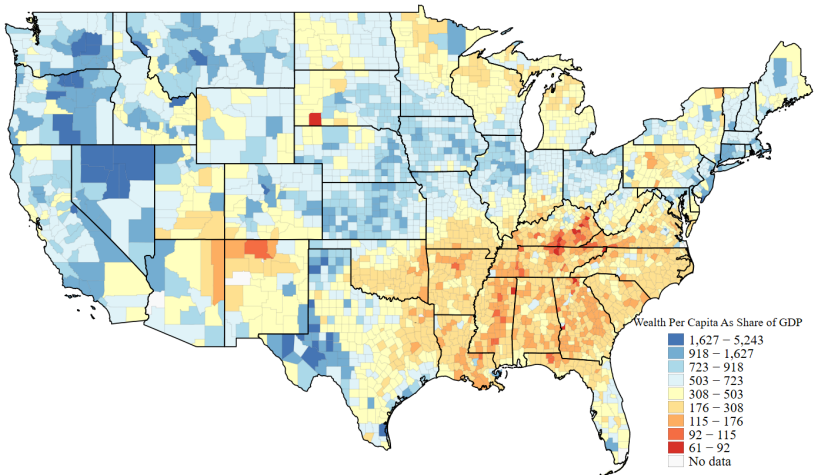 Wealth Per Capita As Share of GDP
1,627 − 5,243
918 − 1,627
723 − 918
503 − 723
308 − 503
176 − 308
115 − 176
92 − 115
61 − 92
No data